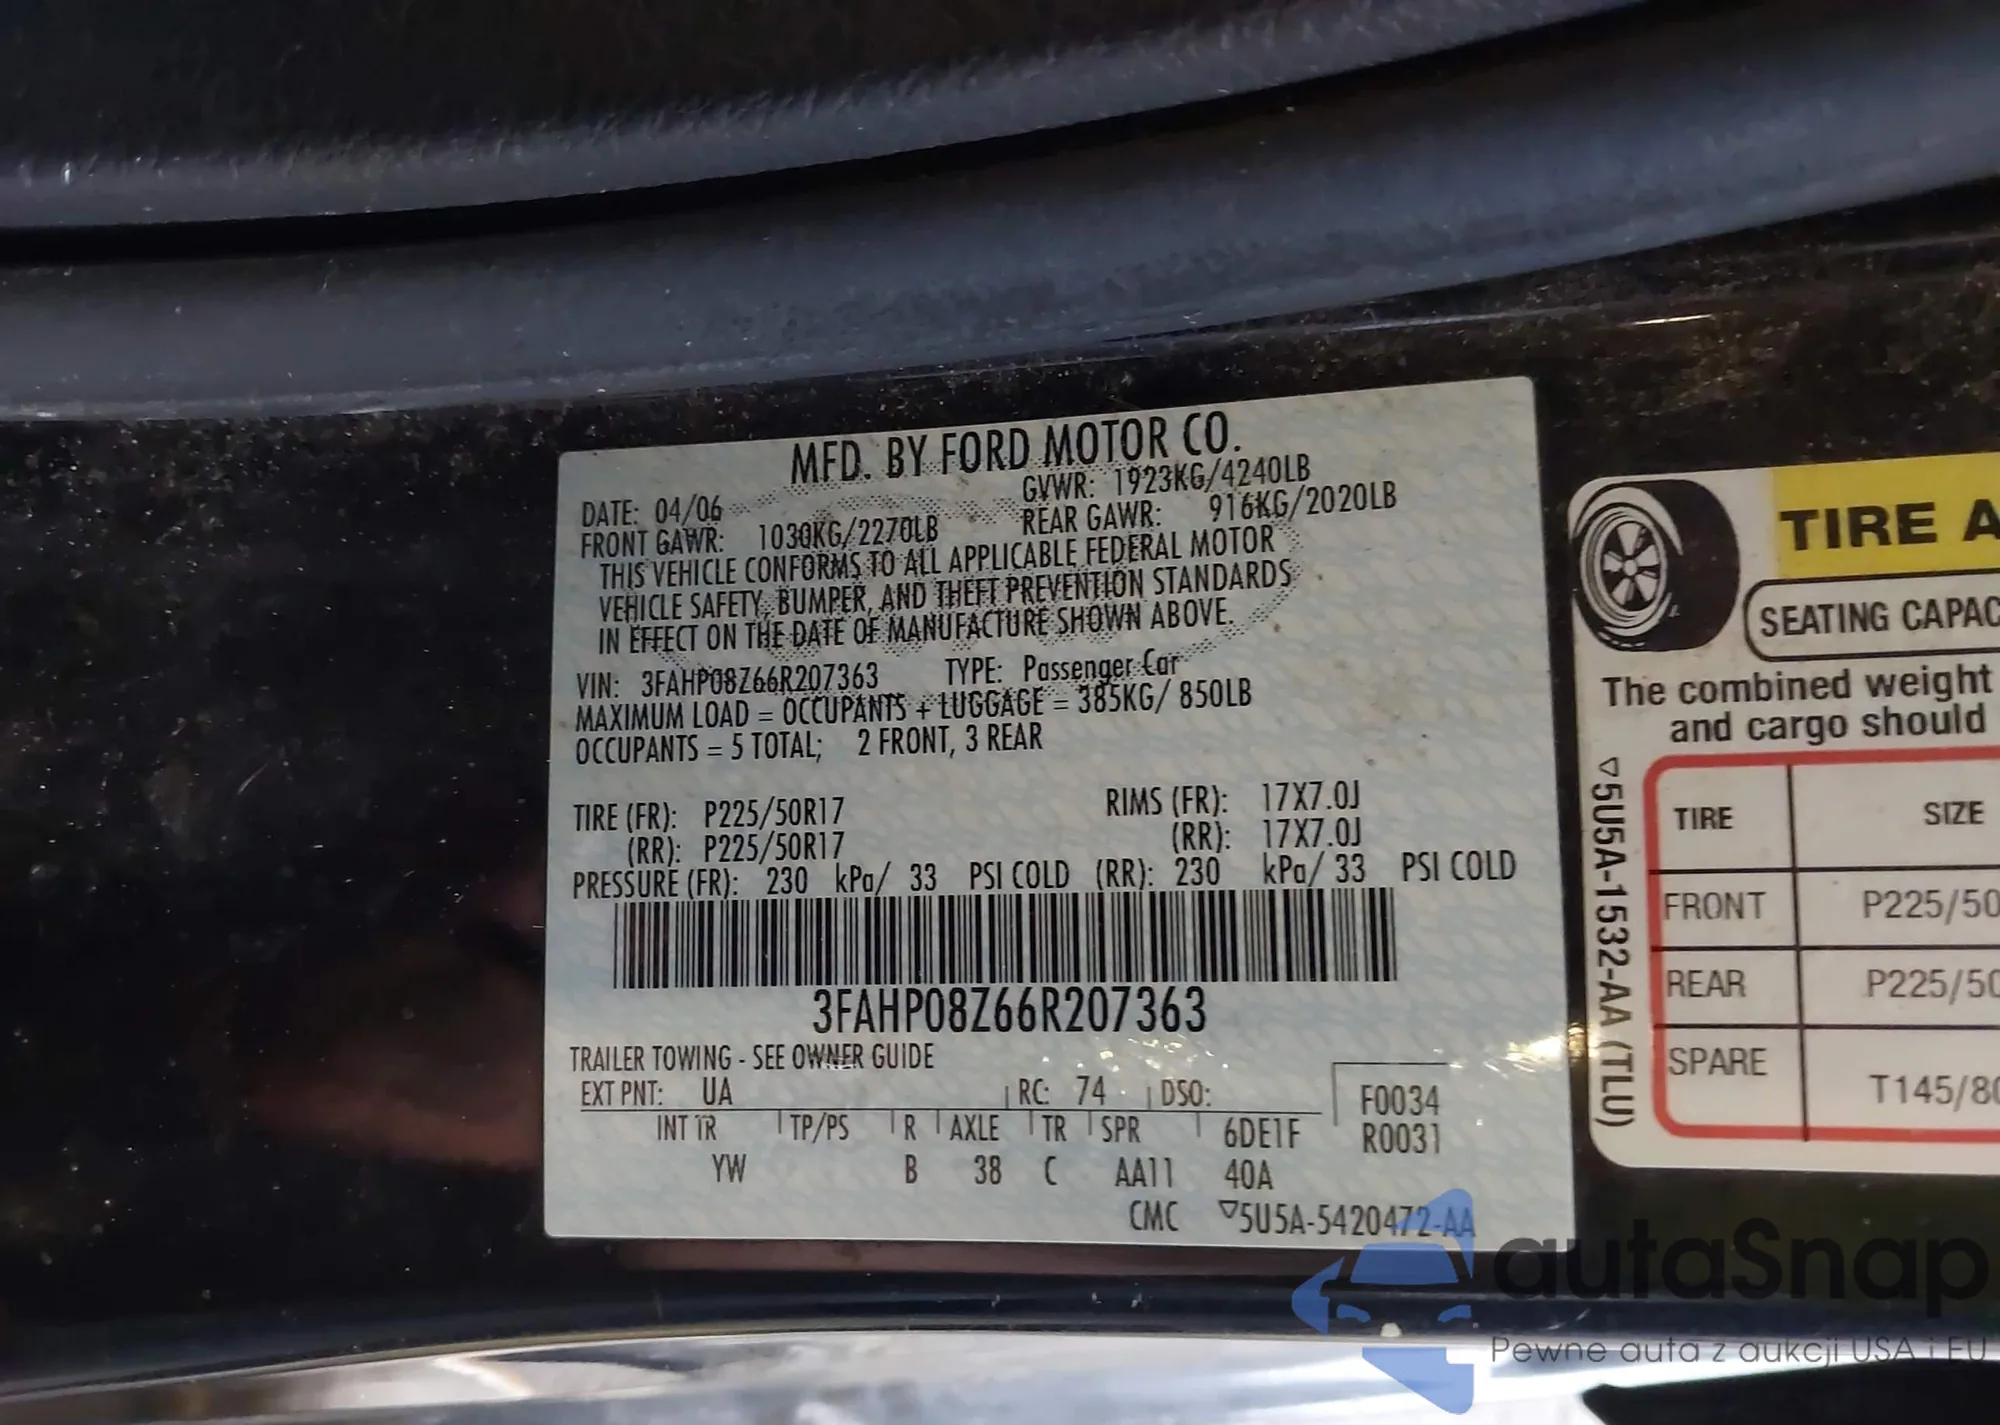 MFD. BY FORD MOTOR CO.
DATE: 04/06 GVWR: 1923KG/4240LB
FRONT GAWR: 1030KG/2270LB REAR GAWR: 916KG/2020LB
THIS VEHICLE CONFORMS TO ALL APPLICABLE FEDERAL MOTOR
VEHICLE SAFETY, BUMPER, AND THEFT PREVENTION STANDARDS
IN EFFECT ON THE DATE OF MANUFACTURE SHOWN ABOVE.
VIN: 3FAHP08Z66R207363 TYPE: Passenger Car
MAXIMUM LOAD = OCCUPANTS + LUGGAGE = 385KG/ 850LB
OCCUPANTS = 5 TOTAL; 2 FRONT, 3 REAR
TIRE (FR): P225/50R17 RIMS (FR): 17X7.0J
(RR): P225/50R17 (RR): 17X7.0J
PRESSURE (FR): 230 kPa/ 33 PSI COLD (RR): 230 kPa/ 33 PSI COLD
3FAHP08Z66R207363
TRAILER TOWING - SEE OWNER GUIDE
EXT PNT: UA RC: 74 DSO: F0034
INT TR TP/PS R AXLE TR SPR 6DE1F R0031
YW B 38 C AA11 40A
CMC ▽5U5A-5420472-AA
TIRE A
SEATING CAPAC
The combined weight
and cargo should
▽5U5A-1532-AA (TLU)
TIRE SIZE
FRONT P225/50
REAR P225/50
SPARE T145/80
autaSnap
Pewne auta z aukcji USA i EU